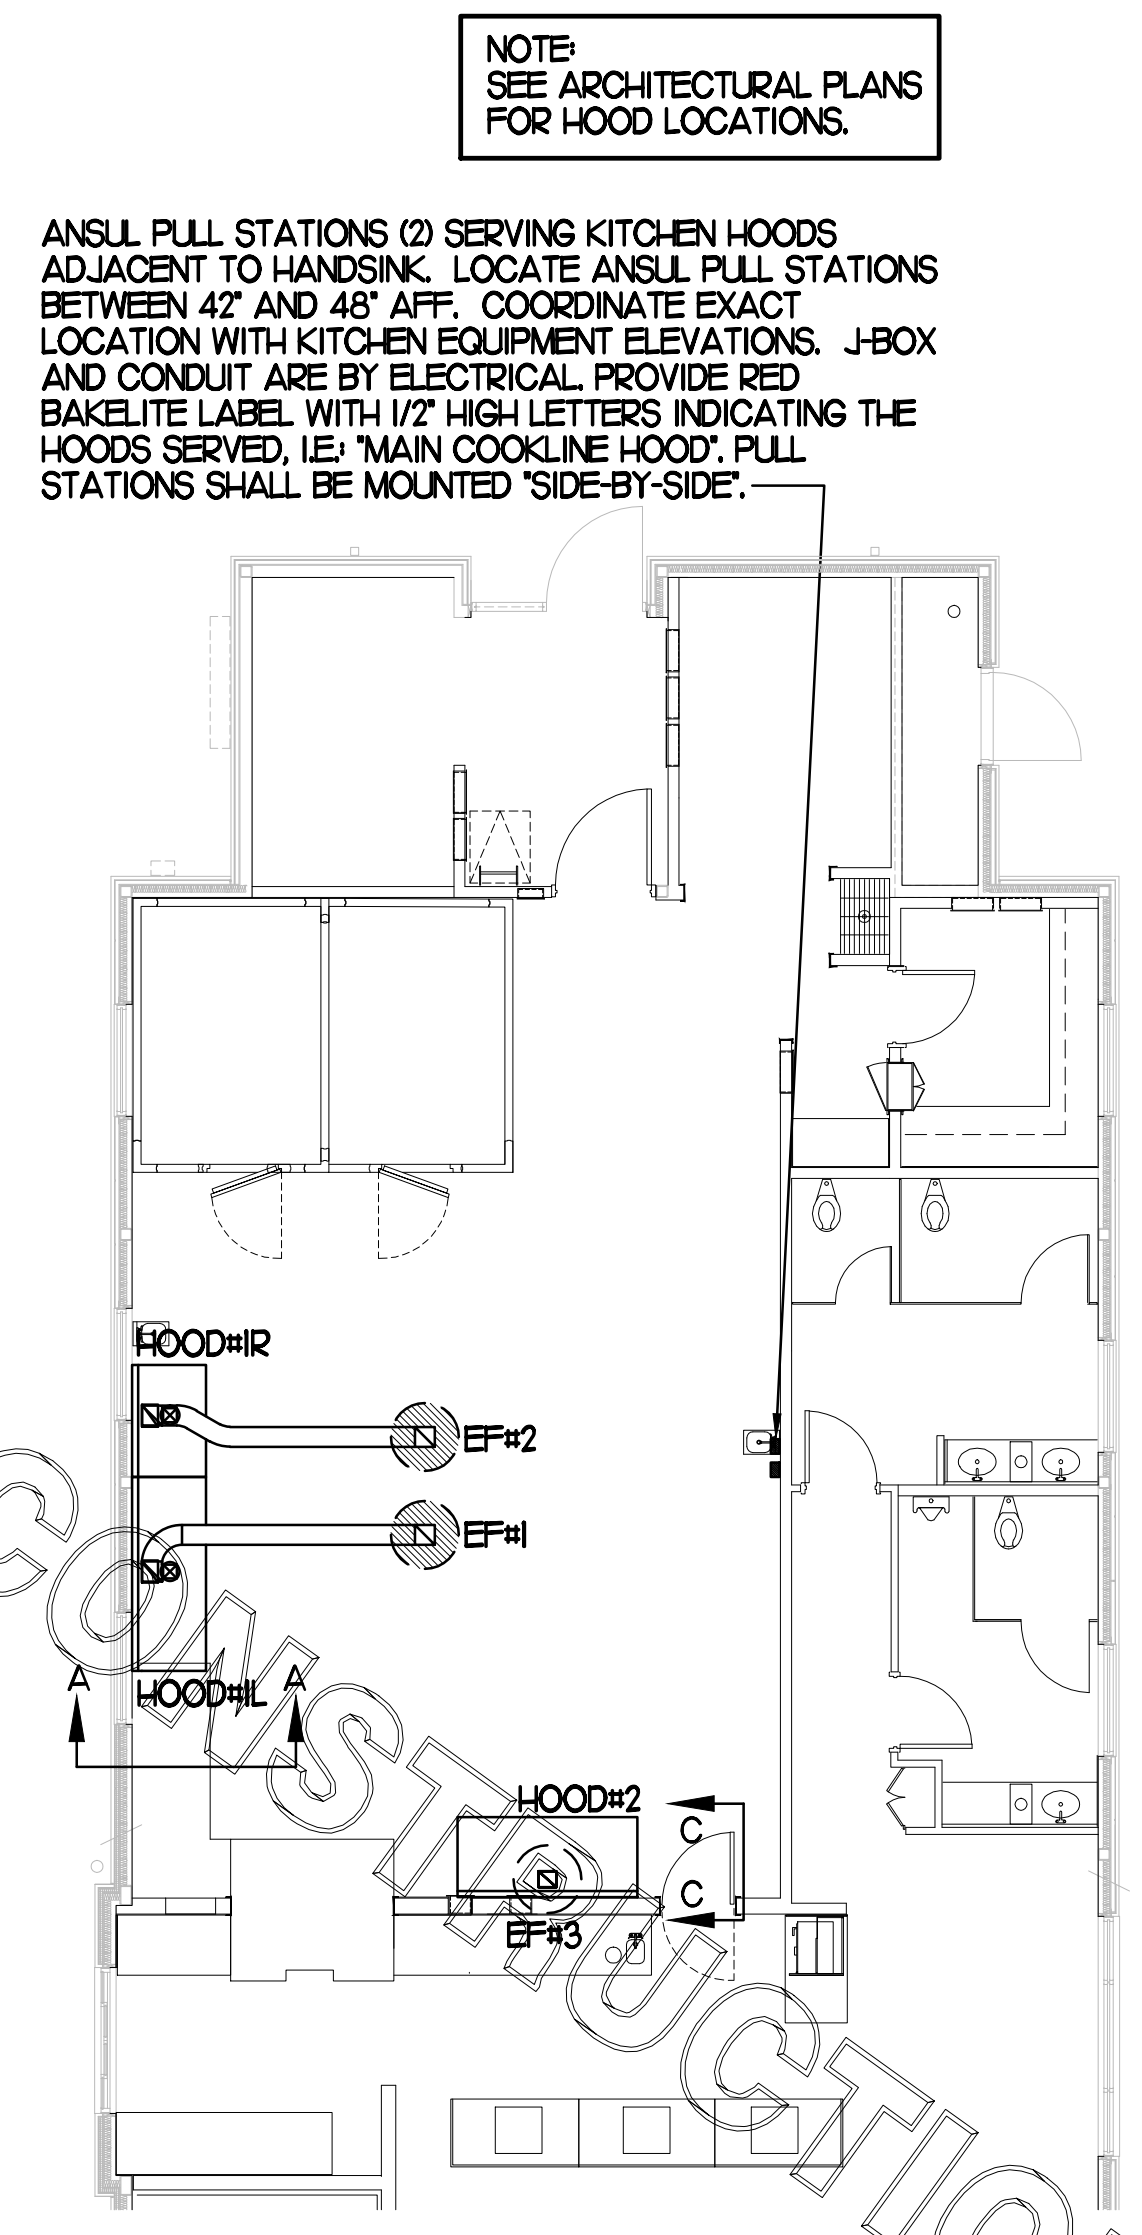 NOTE:
SEE ARCHITECTURAL PLANS
FOR HOOD LOCATIONS.
ANSUL PULL STATIONS (2) SERVING KITCHEN HOODS
ADJACENT TO HANDSINK.  LOCATE ANSUL PULL STATIONS
BETWEEN 42" AND 48" AFF.  COORDINATE EXACT
LOCATION WITH KITCHEN EQUIPMENT ELEVATIONS.  J-BOX
AND CONDUIT ARE BY ELECTRICAL. PROVIDE RED
BAKELITE LABEL WITH 1/2" HIGH LETTERS INDICATING THE
HOODS SERVED, I.E.: "MAIN COOKLINE HOOD". PULL
STATIONS SHALL BE MOUNTED "SIDE-BY-SIDE".
HOOD#1R
EF#2
EF#1
A
A
HOOD#1L
HOOD#2
C
C
EF#3
CONSTRUCTIO